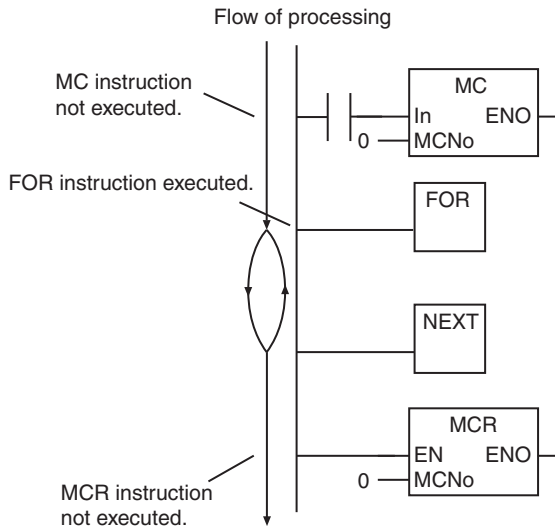 Flow of processing
MC instruction
not executed.
MC
In ENO
0 MCNo
FOR instruction executed.
FOR
NEXT
MCR
EN ENO
0 MCNo
MCR instruction
not executed.